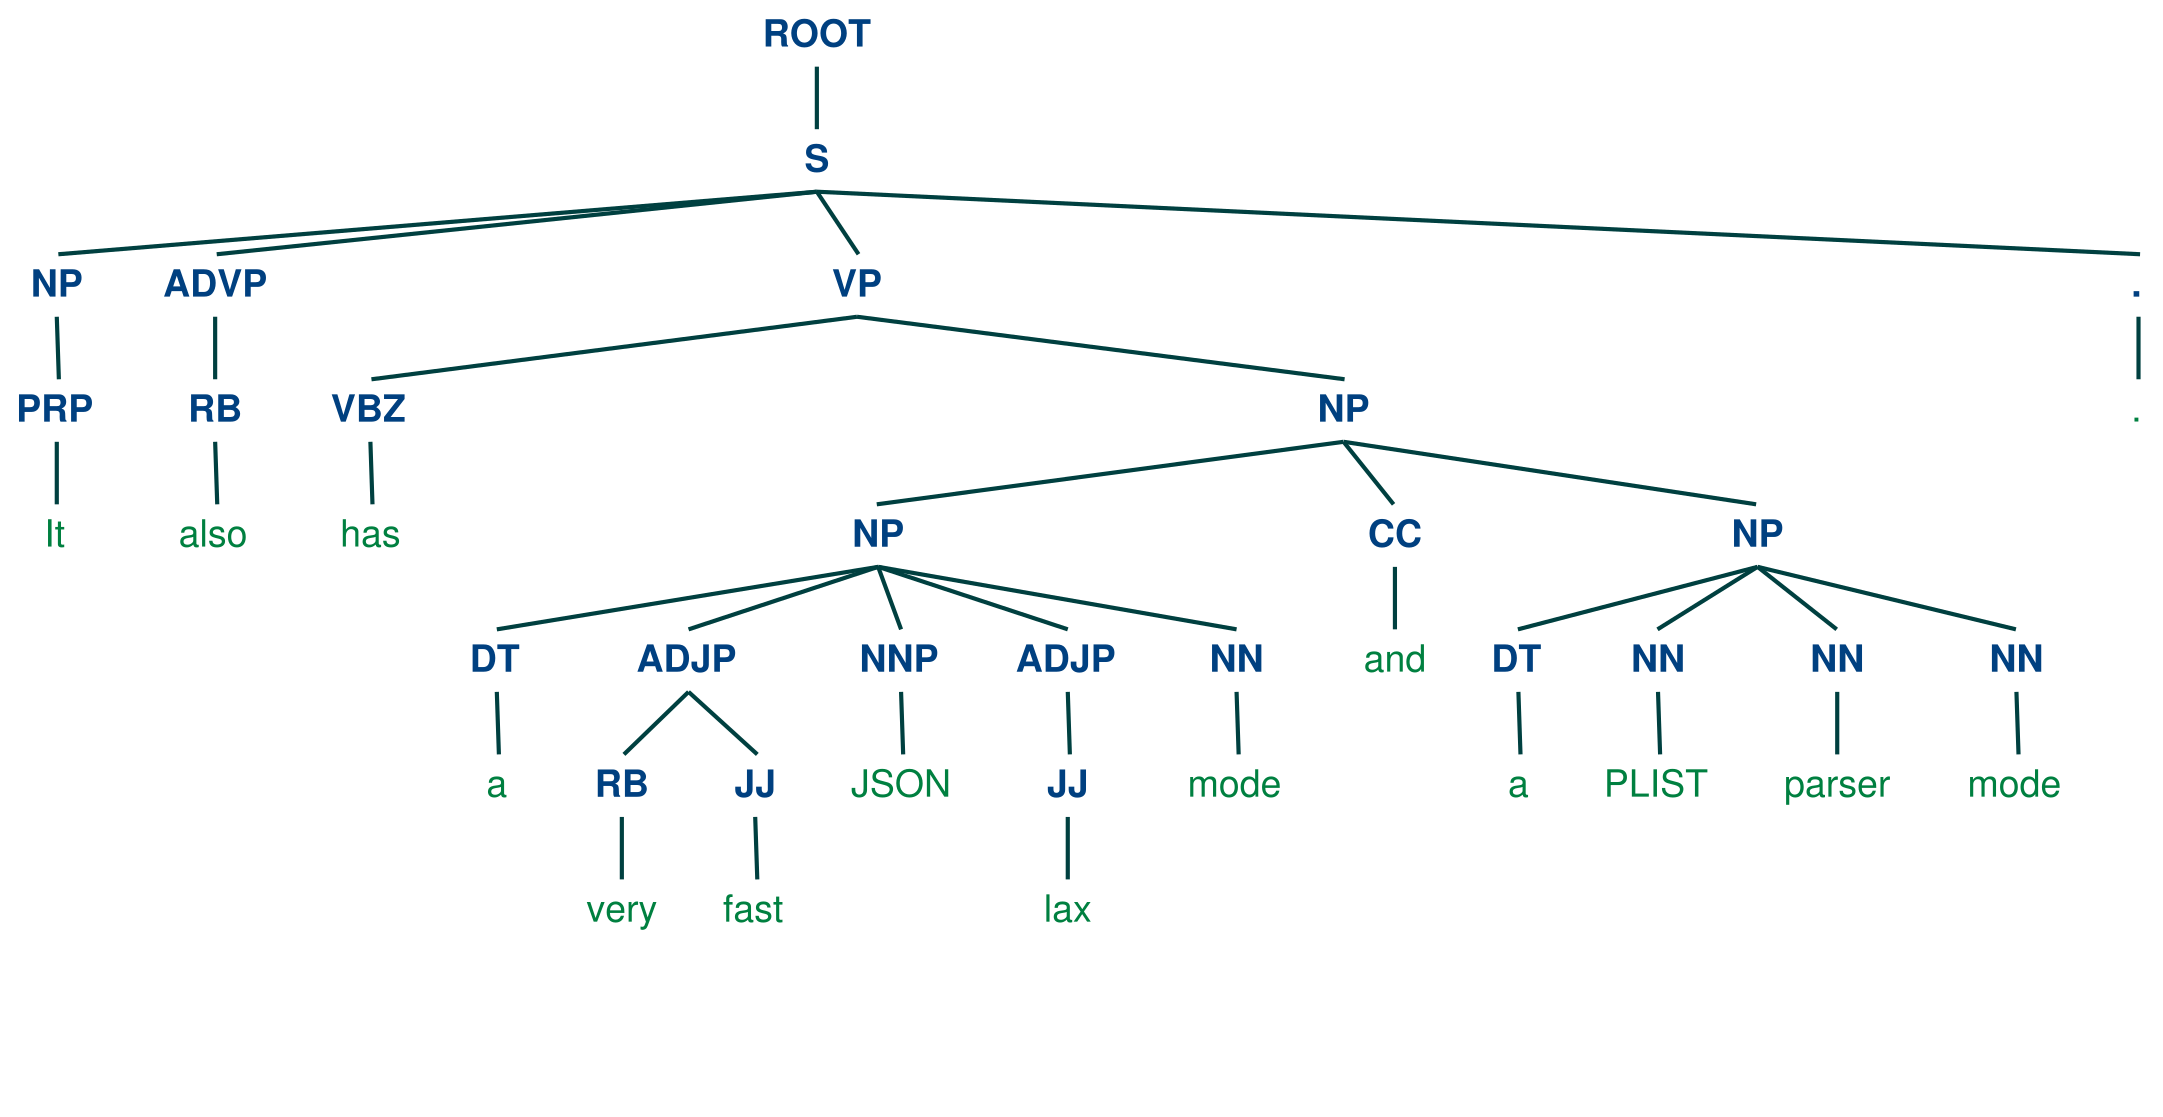 ROOT
S
NP ADVP VP .
PRP RB VBZ NP .
It also has NP CC NP
DT ADJP NNP ADJP NN and DT NN NN NN
a RB JJ JSON JJ mode a PLIST parser mode
very fast lax